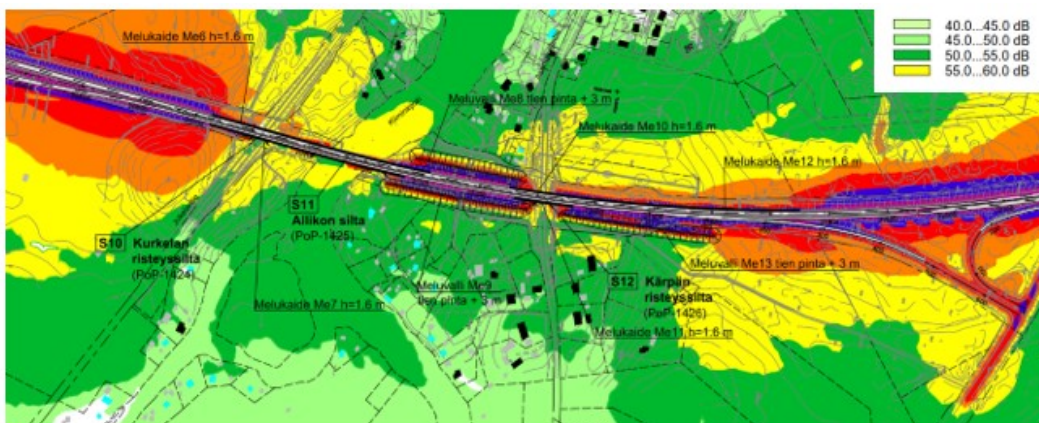 40.0...45.0 dB
45.0...50.0 dB
50.0...55.0 dB
55.0...60.0 dB
Melukaide Me6 h=1.6 m
Meluvalli Me8 tien pinta + 3 m
Melukaide Me10 h=1.6 m
Melukaide Me12 h=1.6 m
S11
Allikon silta
(PoP-1425)
S10 Kurkelan
risteyssilta
(PoP-1424)
Melukaide Me7 h=1.6 m
Meluvalli Me9
tien pinta + 3 m
S12 Kärpän
risteyssilta
(PoP-1426)
Meluvalli Me13 tien pinta + 3 m
Melukaide Me11 h=1.6 m